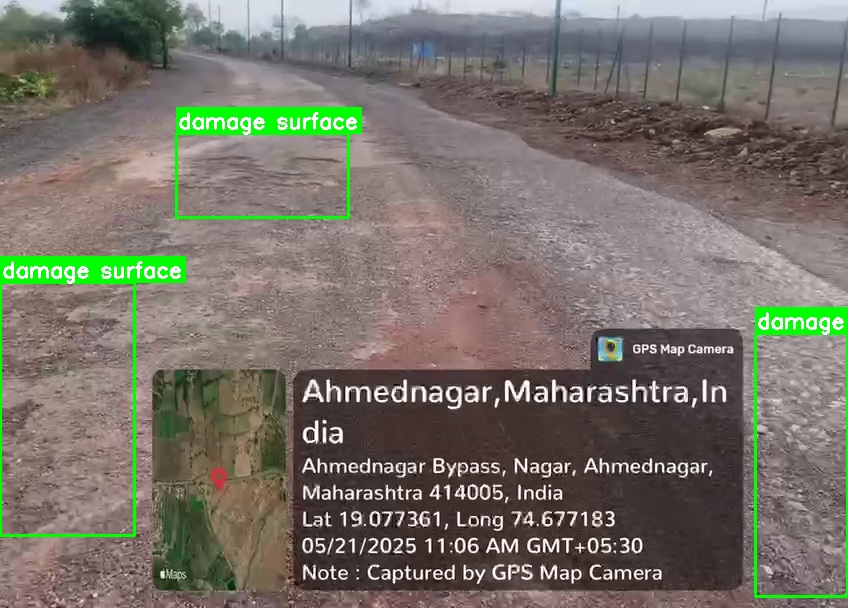 damage surface
damage surface
damage
GPS Map Camera
Ahmednagar,Maharashtra,In
dia
Ahmednagar Bypass, Nagar, Ahmednagar,
Maharashtra 414005, India
Lat 19.077361, Long 74.677183
05/21/2025 11:06 AM GMT+05:30
Note : Captured by GPS Map Camera
Maps